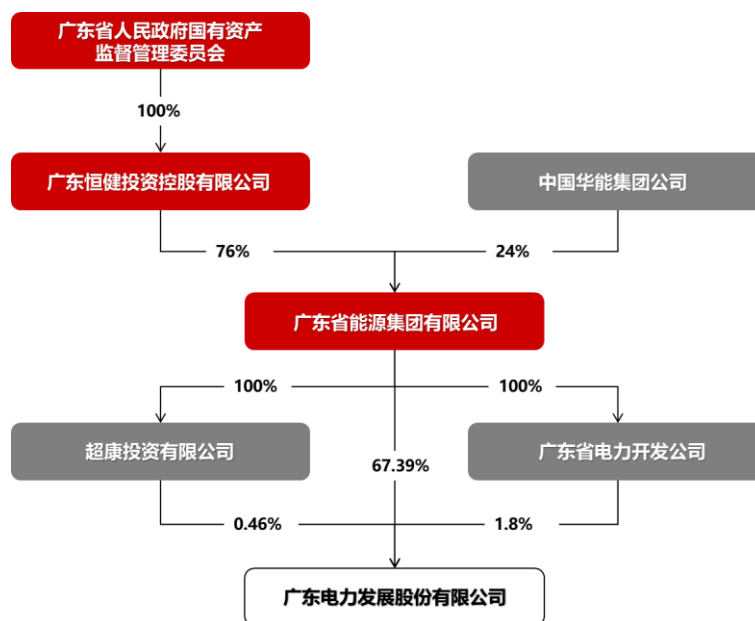 广东省人民政府国有资产
监督管理委员会
100%
广东恒健投资控股有限公司
中国华能集团公司
76%
24%
广东省能源集团有限公司
100%
100%
超康投资有限公司
广东省电力开发公司
67.39%
0.46%
1.8%
广东电力发展股份有限公司